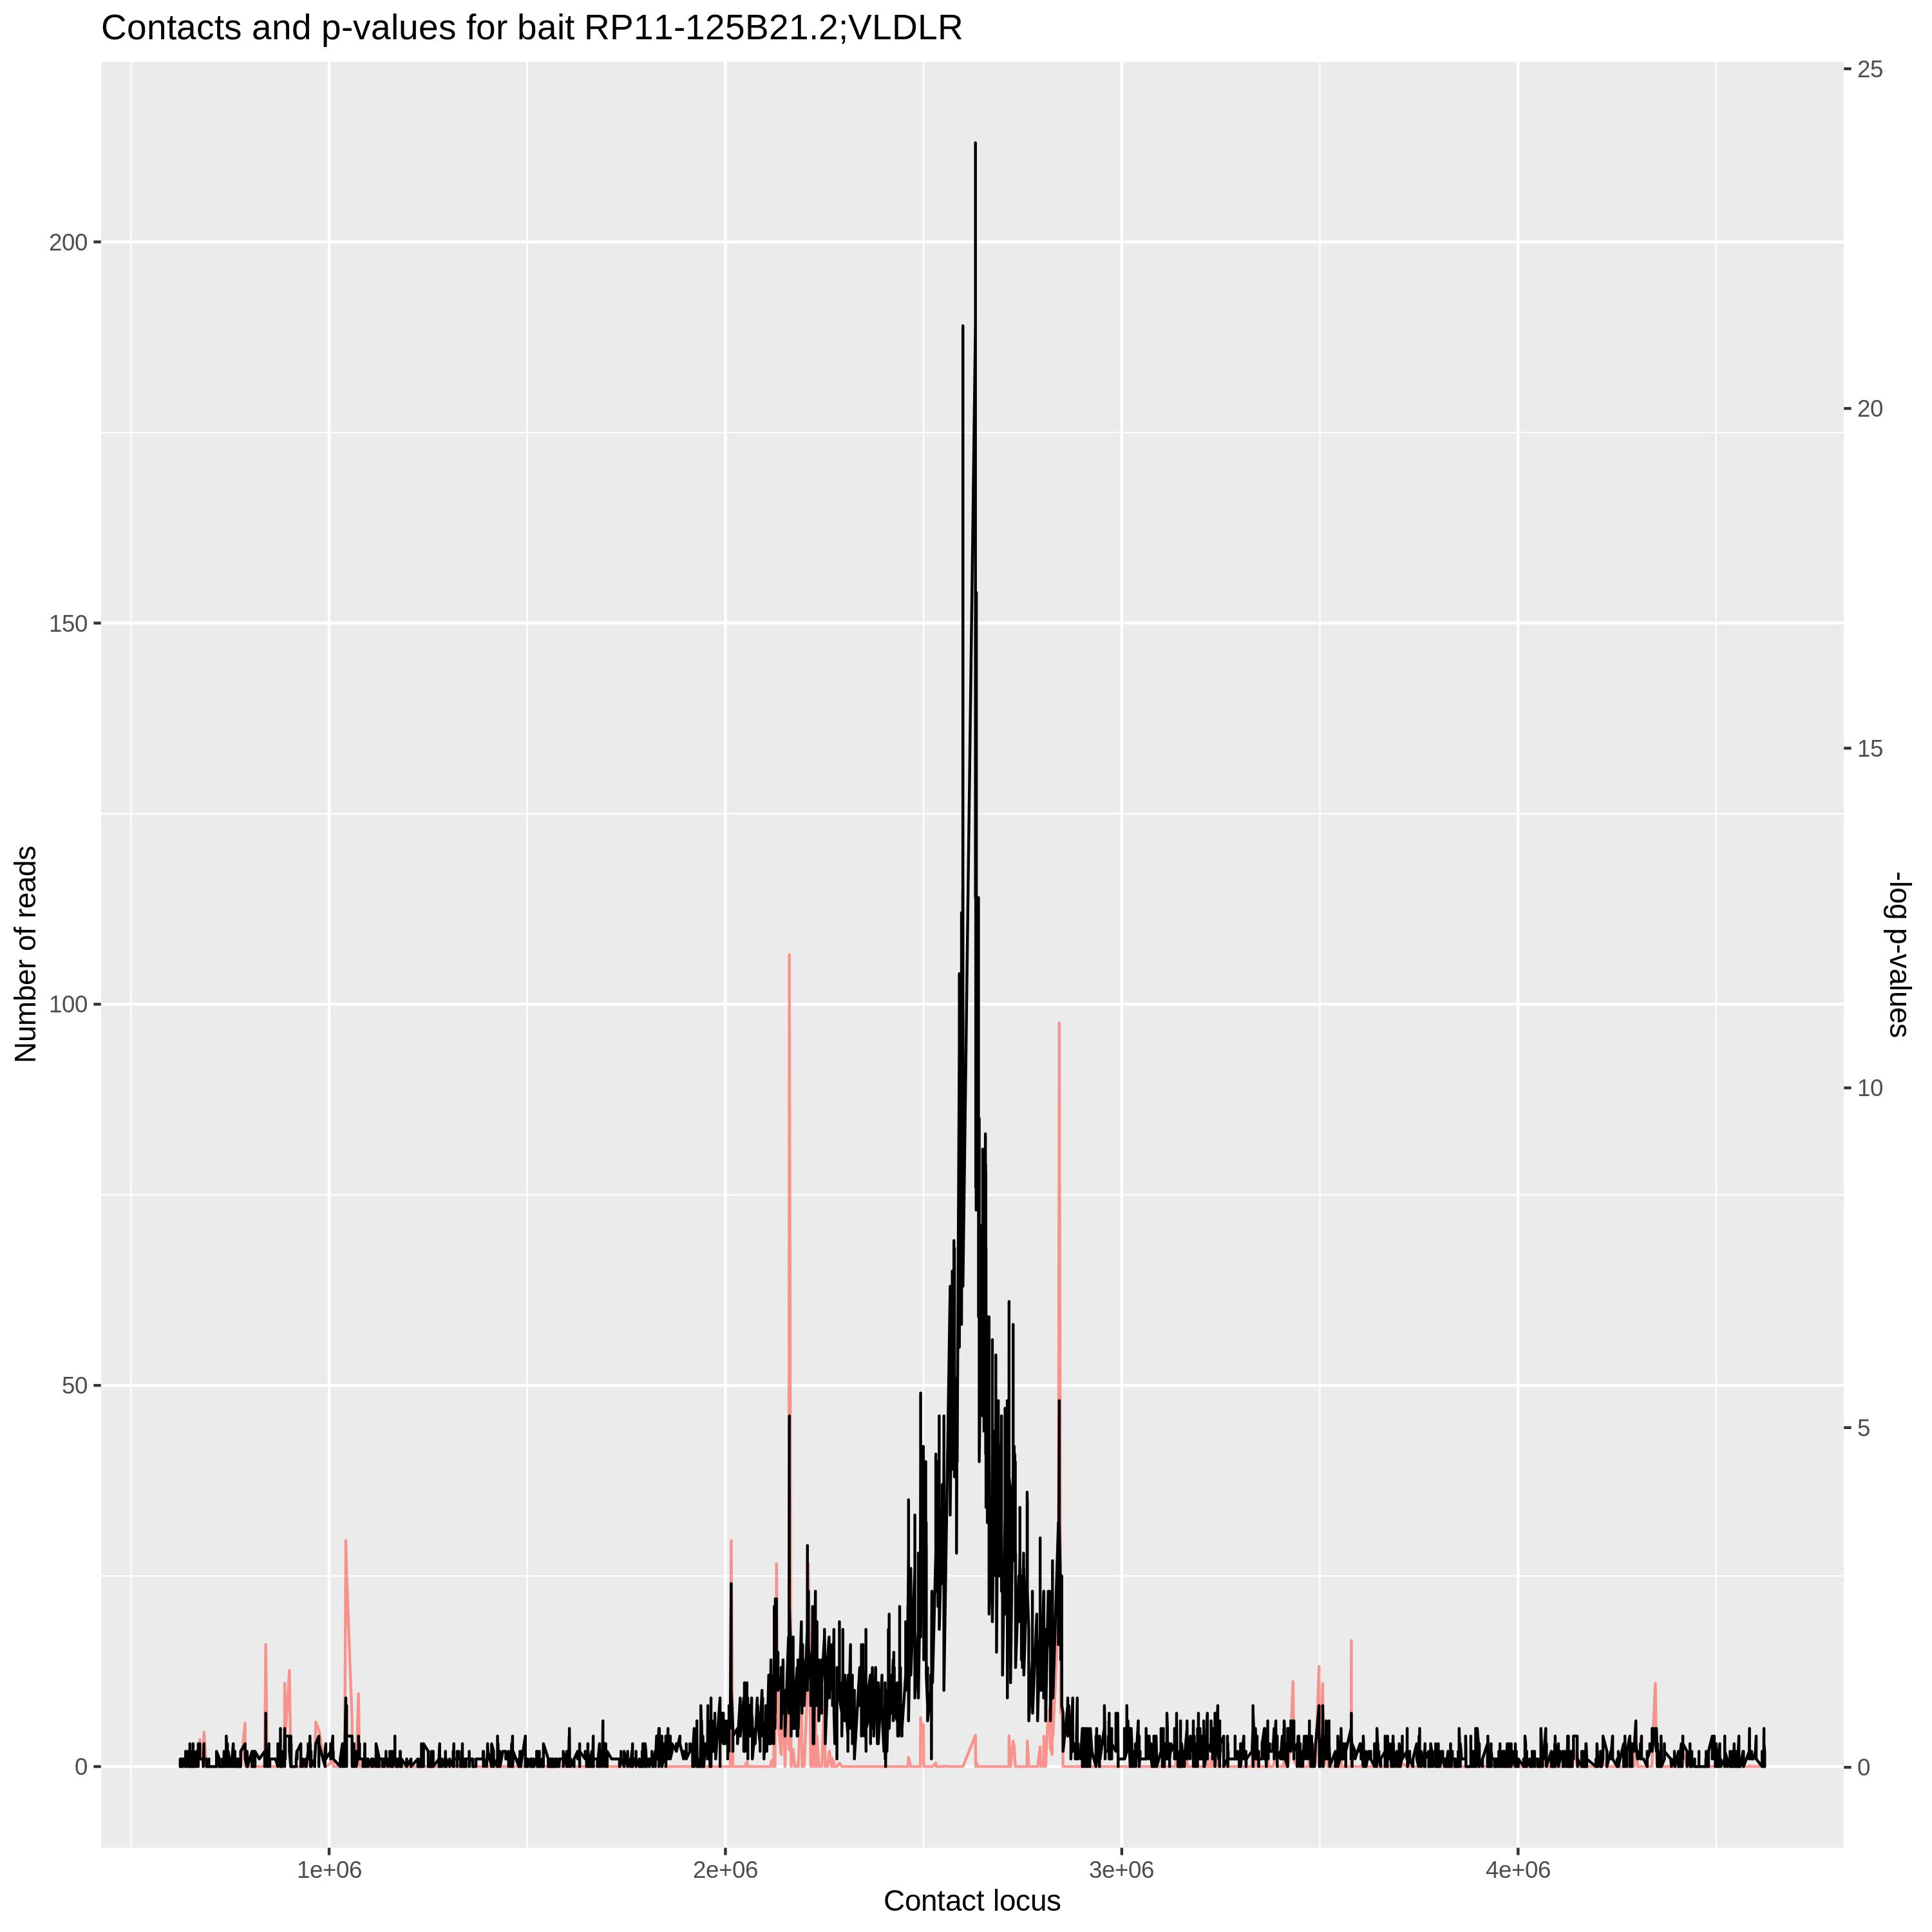 Contacts and p-values for bait RP11-125B21.2;VLDLR
Number of reads
200
150
100
50
0
25
20
15
10
5
0
-log p-values
1e+06
2e+06
3e+06
4e+06
Contact locus